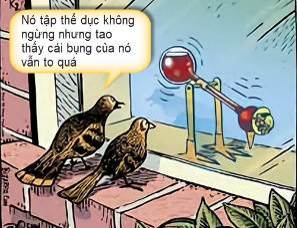 Nó tập thể dục không
ngừng nhưng tao
thấy cái bụng của nó
vẫn to quá